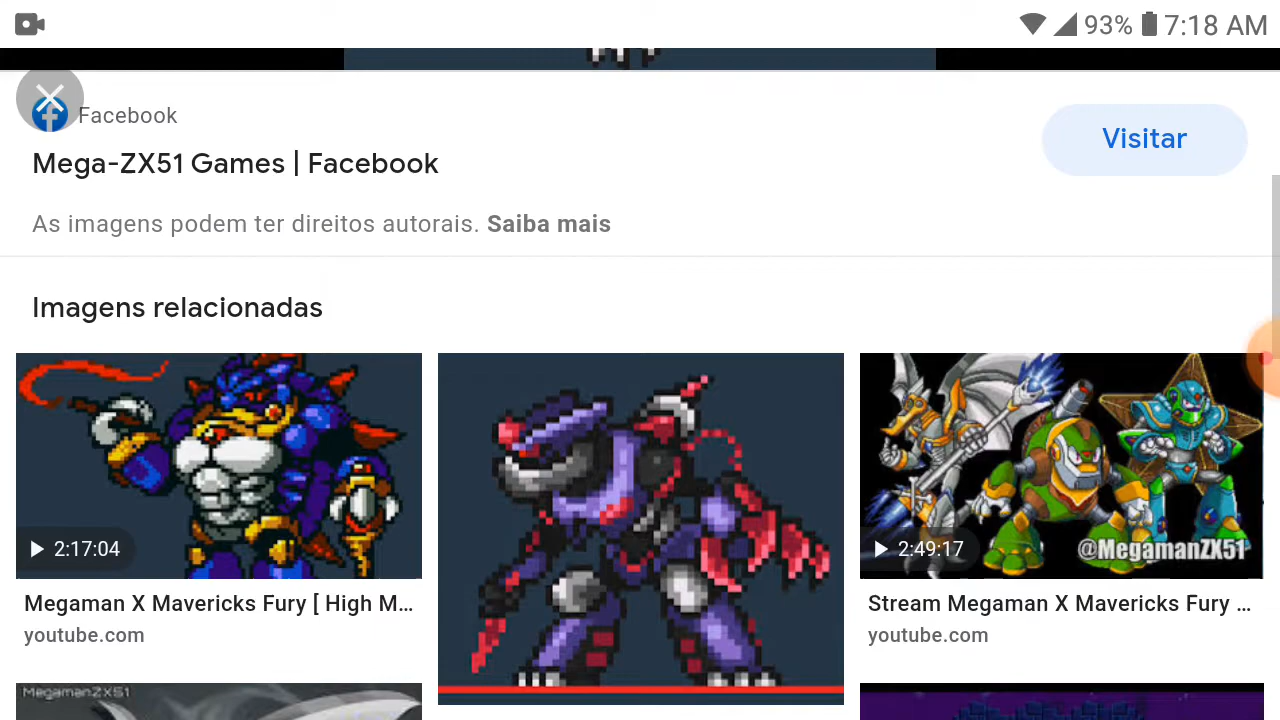 93% 7:18 AM
Facebook
Mega-ZX51 Games | Facebook
Visitar
As imagens podem ter direitos autorais. Saiba mais
Imagens relacionadas
2:17:04
2:49:17
@MegamanZX51
Megaman X Mavericks Fury [ High M...
youtube.com
Stream Megaman X Mavericks Fury ...
youtube.com
MegamanZX51